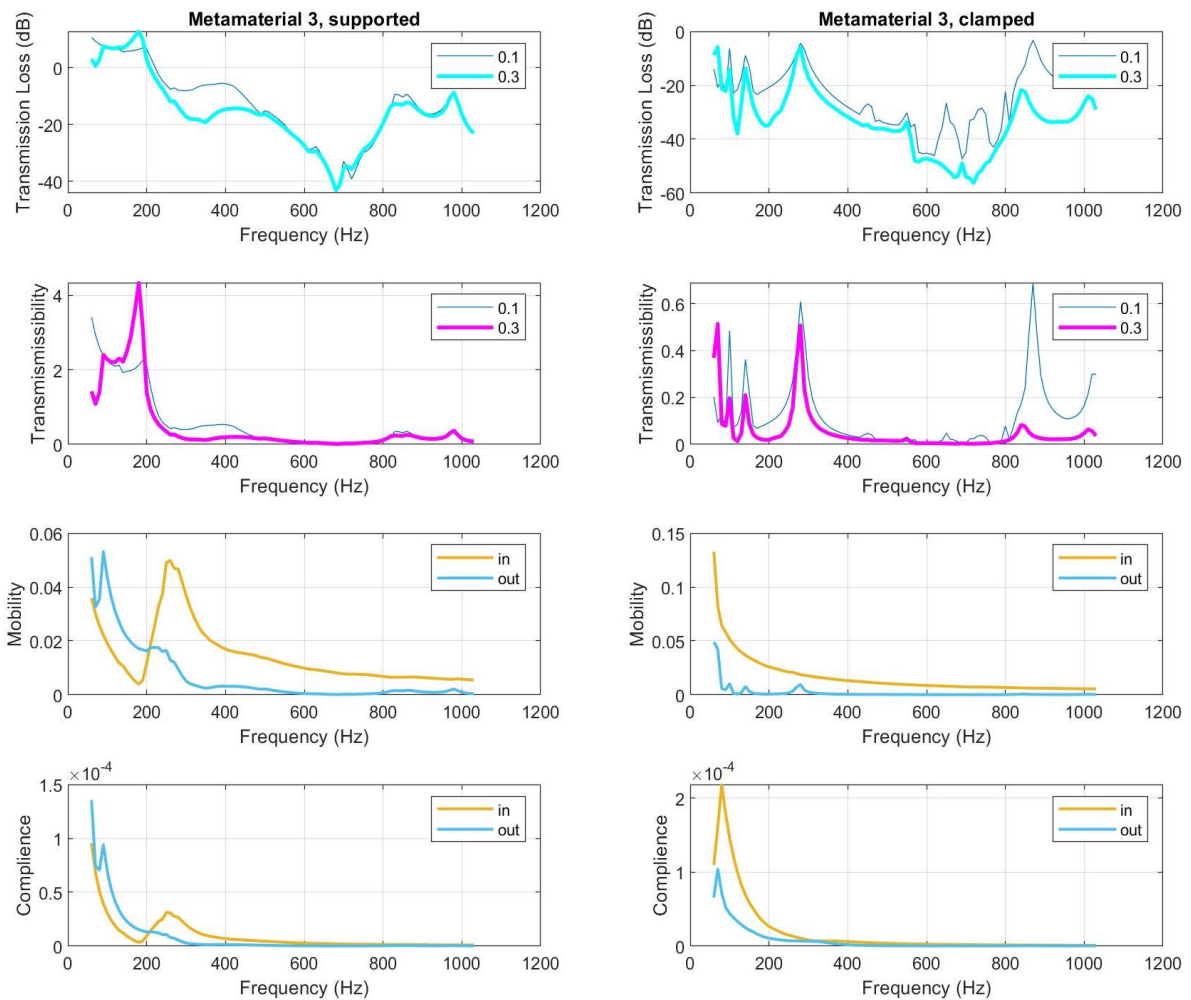 Metamaterial 3, supported
Transmission Loss (dB)
0
-20
-40
0.1
0.3
0 200 400 600 800 1000 1200
Frequency (Hz)
Metamaterial 3, clamped
Transmission Loss (dB)
0
-20
-40
-60
0.1
0.3
0 200 400 600 800 1000 1200
Frequency (Hz)
Transmismissibility
4
2
0
0.1
0.3
0 200 400 600 800 1000 1200
Frequency (Hz)
Transmismissibility
0.6
0.4
0.2
0
0.1
0.3
0 200 400 600 800 1000 1200
Frequency (Hz)
Mobility
0.06
0.04
0.02
0
in
out
0 200 400 600 800 1000 1200
Frequency (Hz)
Mobility
0.15
0.1
0.05
0
in
out
0 200 400 600 800 1000 1200
Frequency (Hz)
Complience
×10⁻⁴
1.5
1
0.5
0
in
out
0 200 400 600 800 1000 1200
Frequency (Hz)
Complience
×10⁻⁴
2
1
0
in
out
0 200 400 600 800 1000 1200
Frequency (Hz)